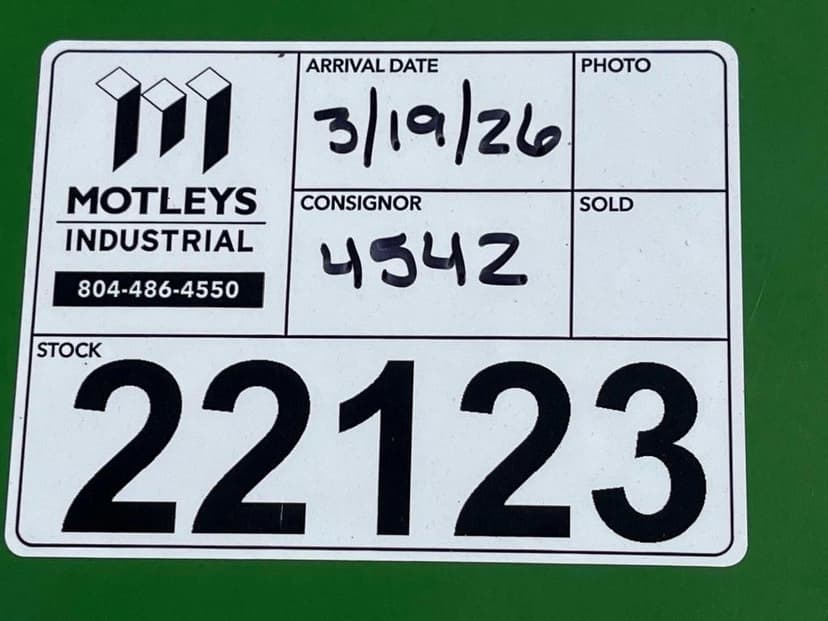 MOTLEYS
INDUSTRIAL
804-486-4550
ARRIVAL DATE
3/19/26
PHOTO
CONSIGNOR
4542
SOLD
STOCK
22123